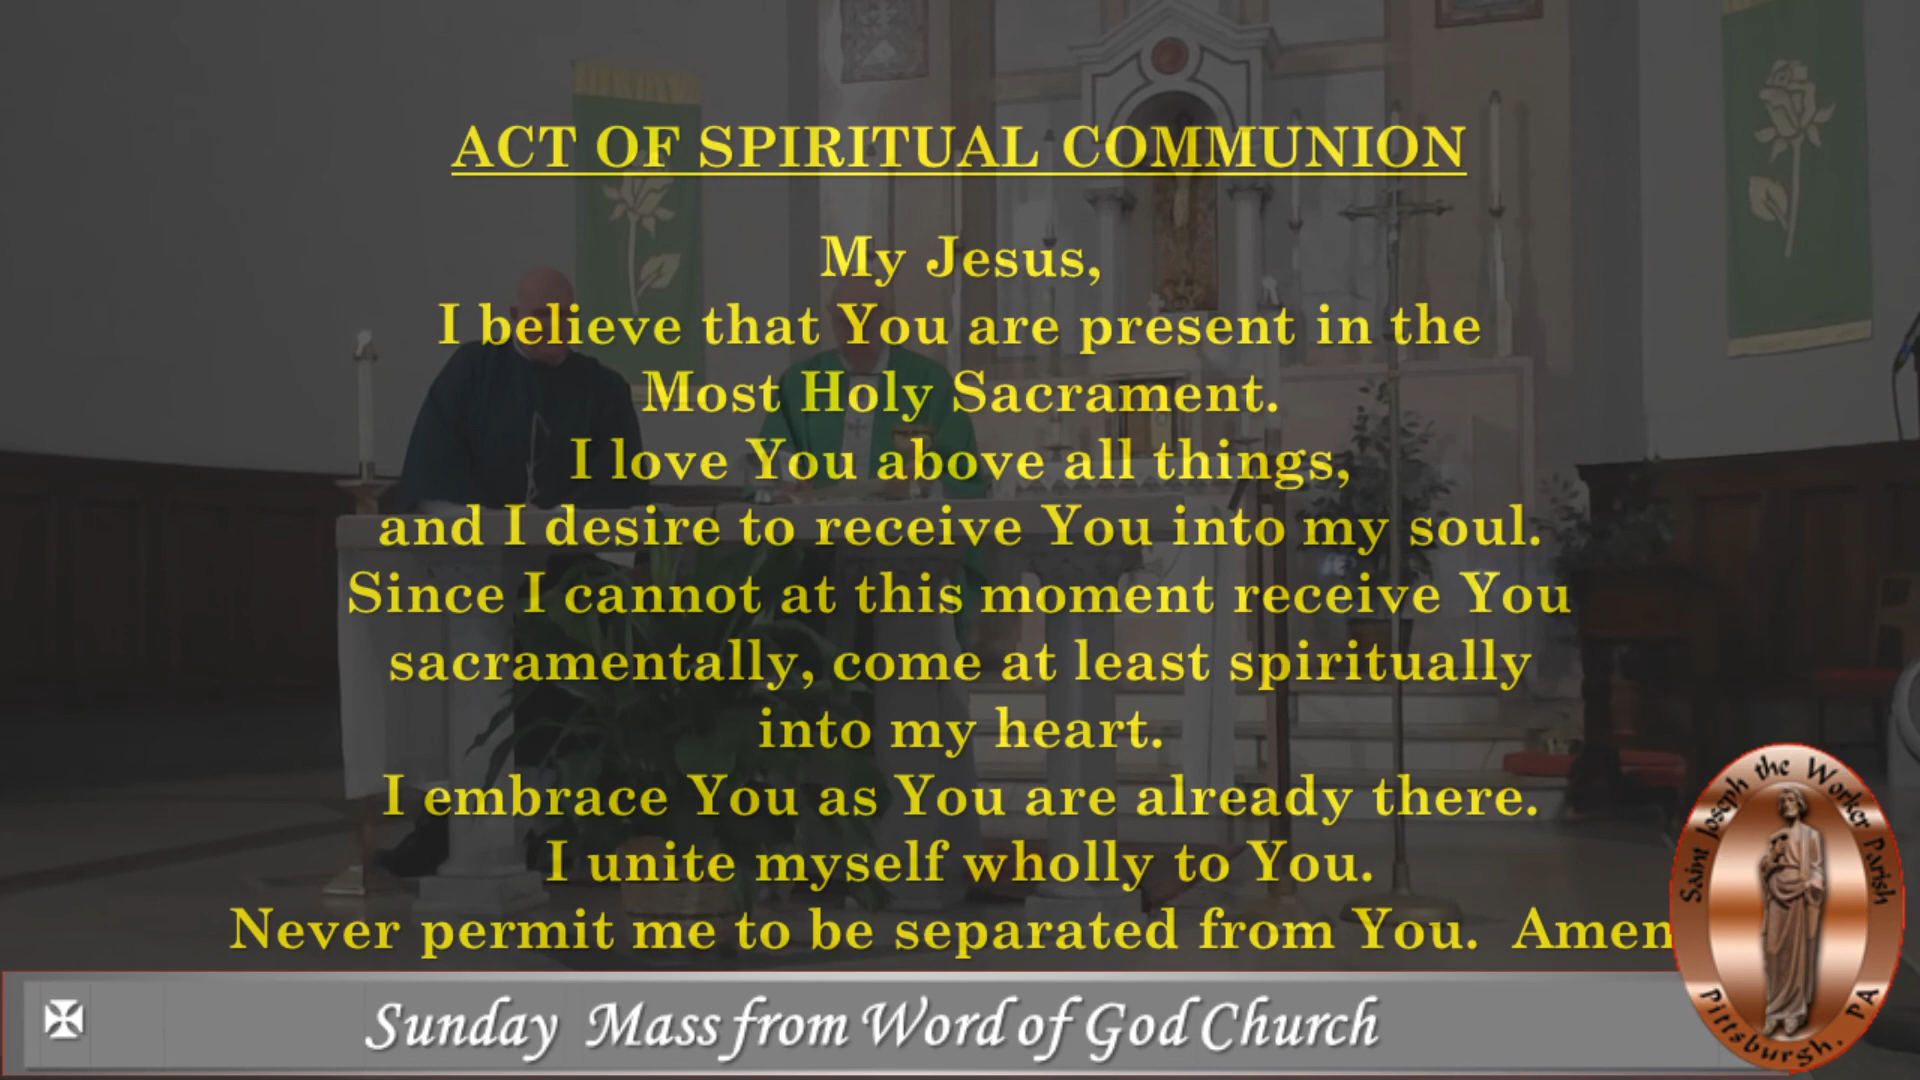 ACT OF SPIRITUAL COMMUNION
My Jesus,
I believe that You are present in the
Most Holy Sacrament.
I love You above all things,
and I desire to receive You into my soul.
Since I cannot at this moment receive You
sacramentally, come at least spiritually
into my heart.
I embrace You as You are already there.
I unite myself wholly to You.
Never permit me to be separated from You. Amen
Saint Joseph the Worker Parish
Pittsburgh, PA
Sunday Mass from Word of God Church